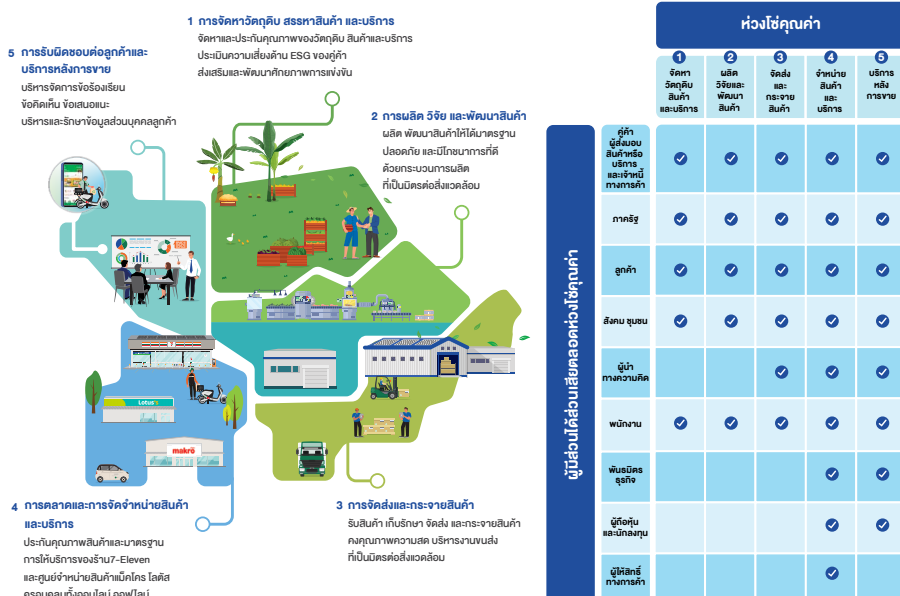 1 การจัดหาวัตถุดิบ สรรหาสินค้า และบริการ
จัดหาและประกันคุณภาพของวัตถุดิบ สินค้าและบริการ
ประเมินความเสี่ยงด้าน ESG ของคู่ค้า
ส่งเสริมและพัฒนาศักยภาพการแข่งขัน
5 การรับผิดชอบต่อลูกค้าและ
บริการหลังการขาย
บริหารจัดการข้อร้องเรียน
ข้อคิดเห็น ข้อเสนอแนะ
บริหารและรักษาข้อมูลส่วนบุคคลลูกค้า
2 การผลิต วิจัย และพัฒนาสินค้า
ผลิต พัฒนาสินค้าให้ได้มาตรฐาน
ปลอดภัย และมีโภชนาการที่ดี
ด้วยกระบวนการผลิต
ที่เป็นมิตรต่อสิ่งแวดล้อม
Lotus's
makro
4 การตลาดและการจัดจำหน่ายสินค้า
และบริการ
ประกันคุณภาพสินค้าและมาตรฐาน
การให้บริการของร้าน7-Eleven
และศูนย์จำหน่ายสินค้าแม็คโคร โลตัส
ครอบคลุมทั้งออนไลน์ ออฟไลน์
3 การจัดส่งและกระจายสินค้า
รับสินค้า เก็บรักษา จัดส่ง และกระจายสินค้า
คงคุณภาพความสด บริหารงานขนส่ง
ที่เป็นมิตรต่อสิ่งแวดล้อม
ห่วงโซ่คุณค่า
1 2 3 4 5
จัดหา
วัตถุดิบ
สินค้า
และบริการ
ผลิต
วิจัยและ
พัฒนา
สินค้า
จัดส่ง
และ
กระจาย
สินค้า
จำหน่าย
สินค้า
และ
บริการ
บริการ
หลัง
การขาย
ผู้มีส่วนได้ส่วนเสียตลอดห่วงโซ่คุณค่า
คู่ค้า
ผู้ส่งมอบ
สินค้าหรือ
บริการ
และเจ้าหนี้
ทางการค้า
ภาครัฐ
ลูกค้า
สังคม ชุมชน
ผู้นำ
ทางความคิด
พนักงาน
พันธมิตร
ธุรกิจ
ผู้ถือหุ้น
และนักลงทุน
ผู้ให้สิทธิ์
ทางการค้า